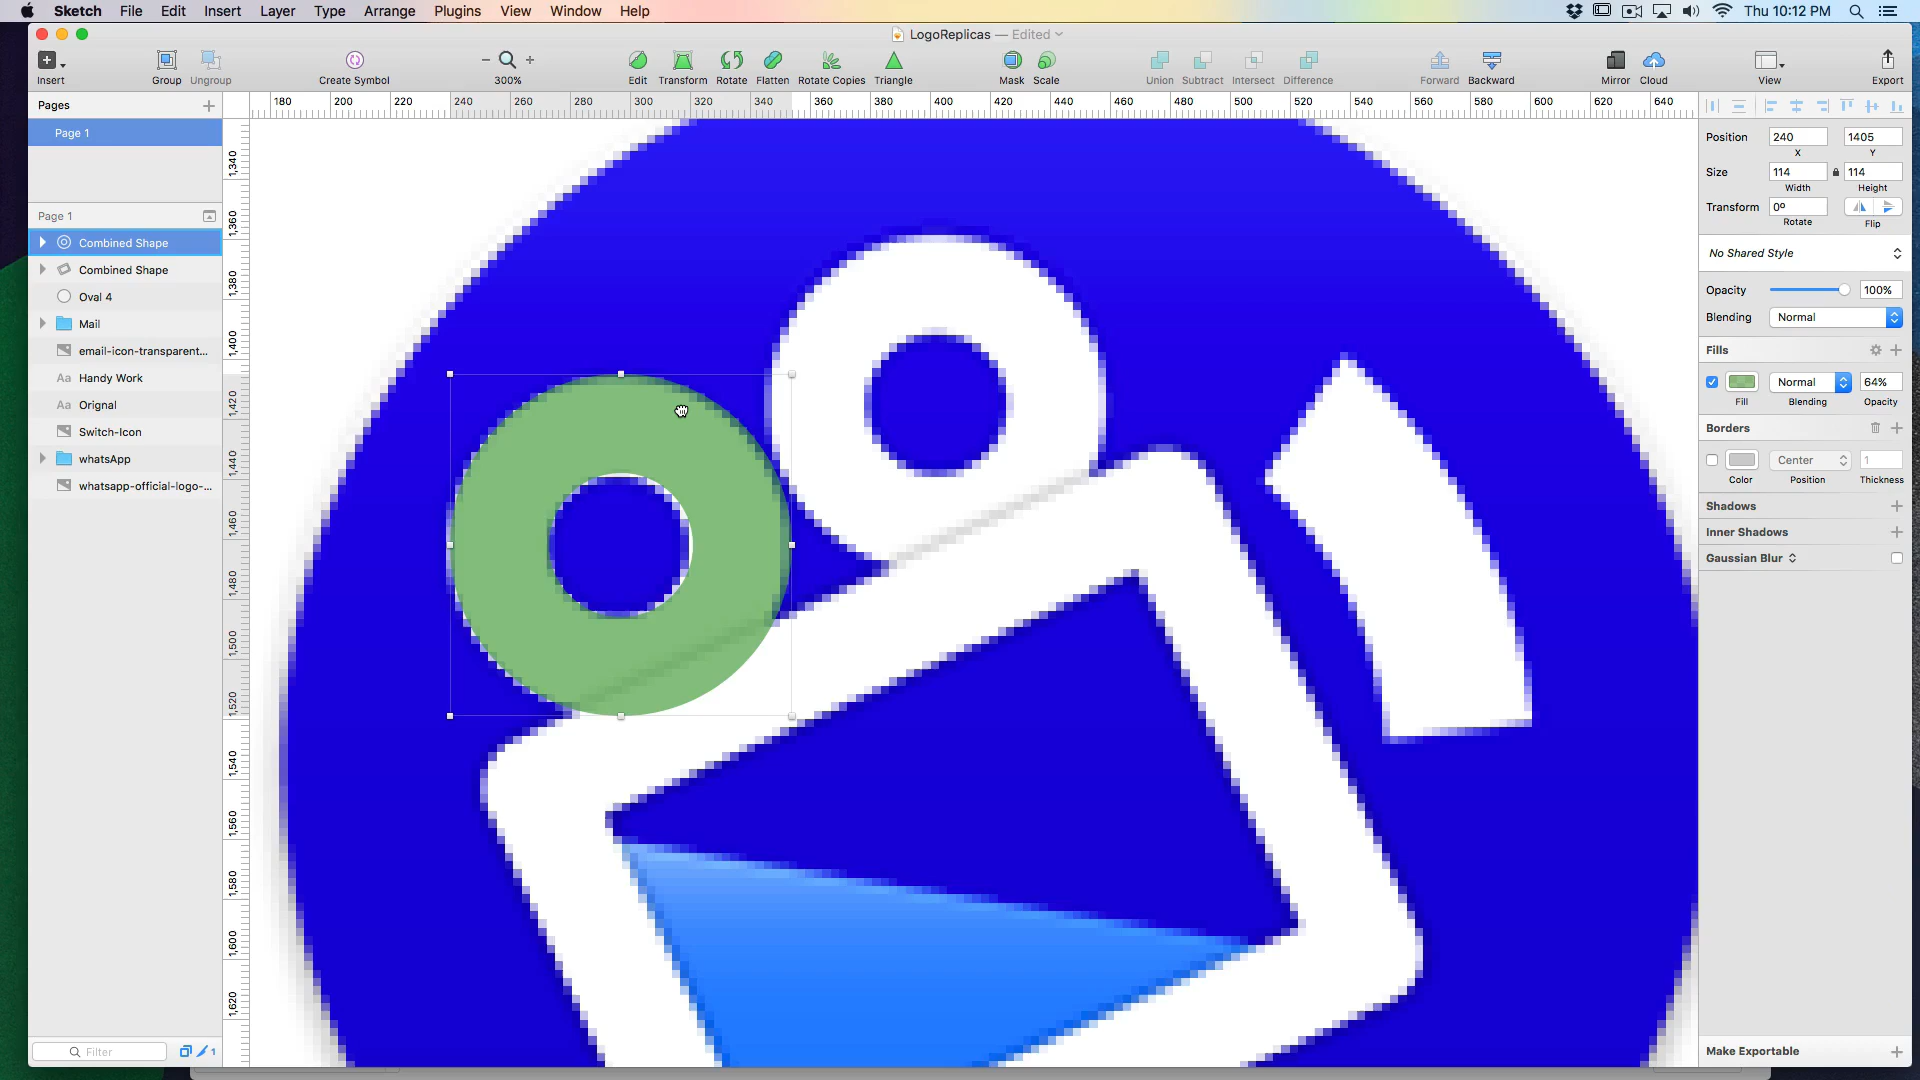 Sketch File Edit Insert Layer Type Arrange Plugins View Window Help Thu 10:12 PM
LogoReplicas — Edited
Insert Group Ungroup Create Symbol 300% Edit Transform Rotate Flatten Rotate Copies Triangle Mask Scale Union Subtract Intersect Difference Forward Backward Mirror Cloud View Export
Pages
180 200 220 240 260 280 300 320 340 360 380 400 420 440 460 480 500 520 540 560 580 600 620 640
Page 1
Page 1
Combined Shape
Combined Shape
Oval 4
Mail
email-icon-transparent...
Handy Work
Orignal
Switch-Icon
whatsApp
whatsapp-official-logo-...
Filter
1
1,340
1,360
1,380
1,400
1,420
1,440
1,460
1,480
1,500
1,520
1,540
1,560
1,580
1,600
1,620
Position 240 1405
X Y
Size 114 114
Width Height
Transform 0º
Rotate Flip
No Shared Style
Opacity 100%
Blending Normal
Fills
Normal 64%
Fill Blending Opacity
Borders
Center 1
Color Position Thickness
Shadows
Inner Shadows
Gaussian Blur
Make Exportable